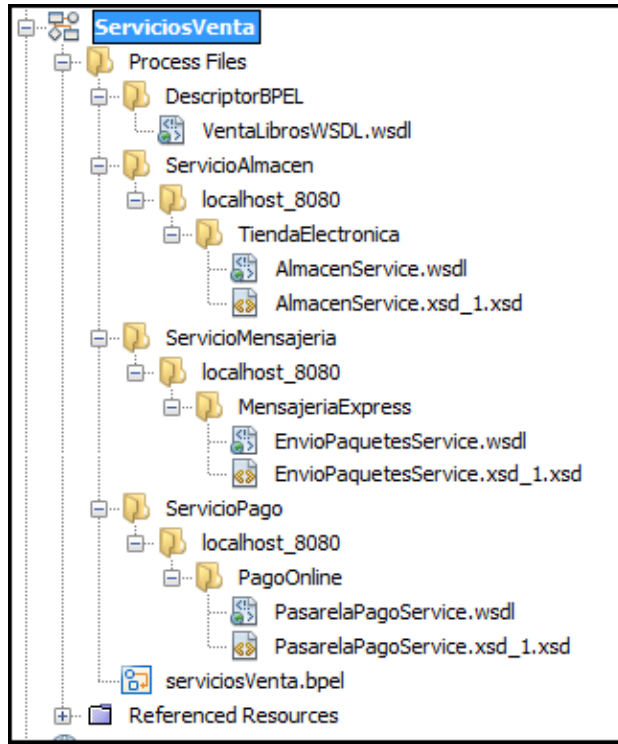 ServiciosVenta
Process Files
DescriptorBPEL
VentaLibrosWSDL.wsdl
ServicioAlmacen
localhost_8080
TiendaElectronica
AlmacenService.wsdl
AlmacenService.xsd_1.xsd
ServicioMensajeria
localhost_8080
MensajeriaExpress
EnvioPaquetesService.wsdl
EnvioPaquetesService.xsd_1.xsd
ServicioPago
localhost_8080
PagoOnline
PasarelaPagoService.wsdl
PasarelaPagoService.xsd_1.xsd
serviciosVenta.bpel
Referenced Resources